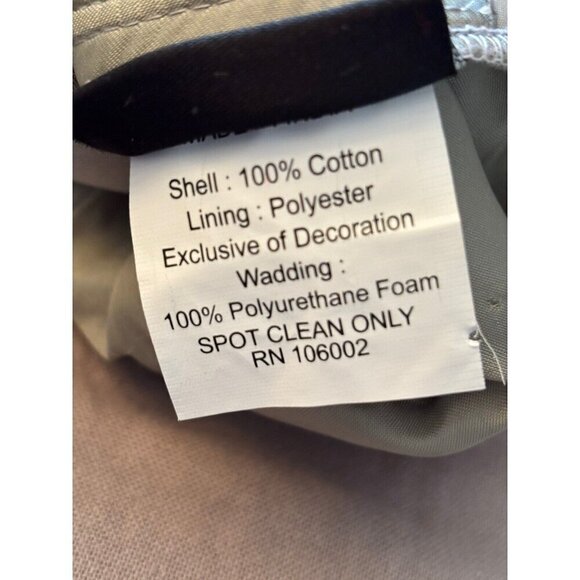 Shell : 100% Cotton
Lining : Polyester
Exclusive of Decoration
Wadding :
100% Polyurethane Foam
SPOT CLEAN ONLY
RN 106002